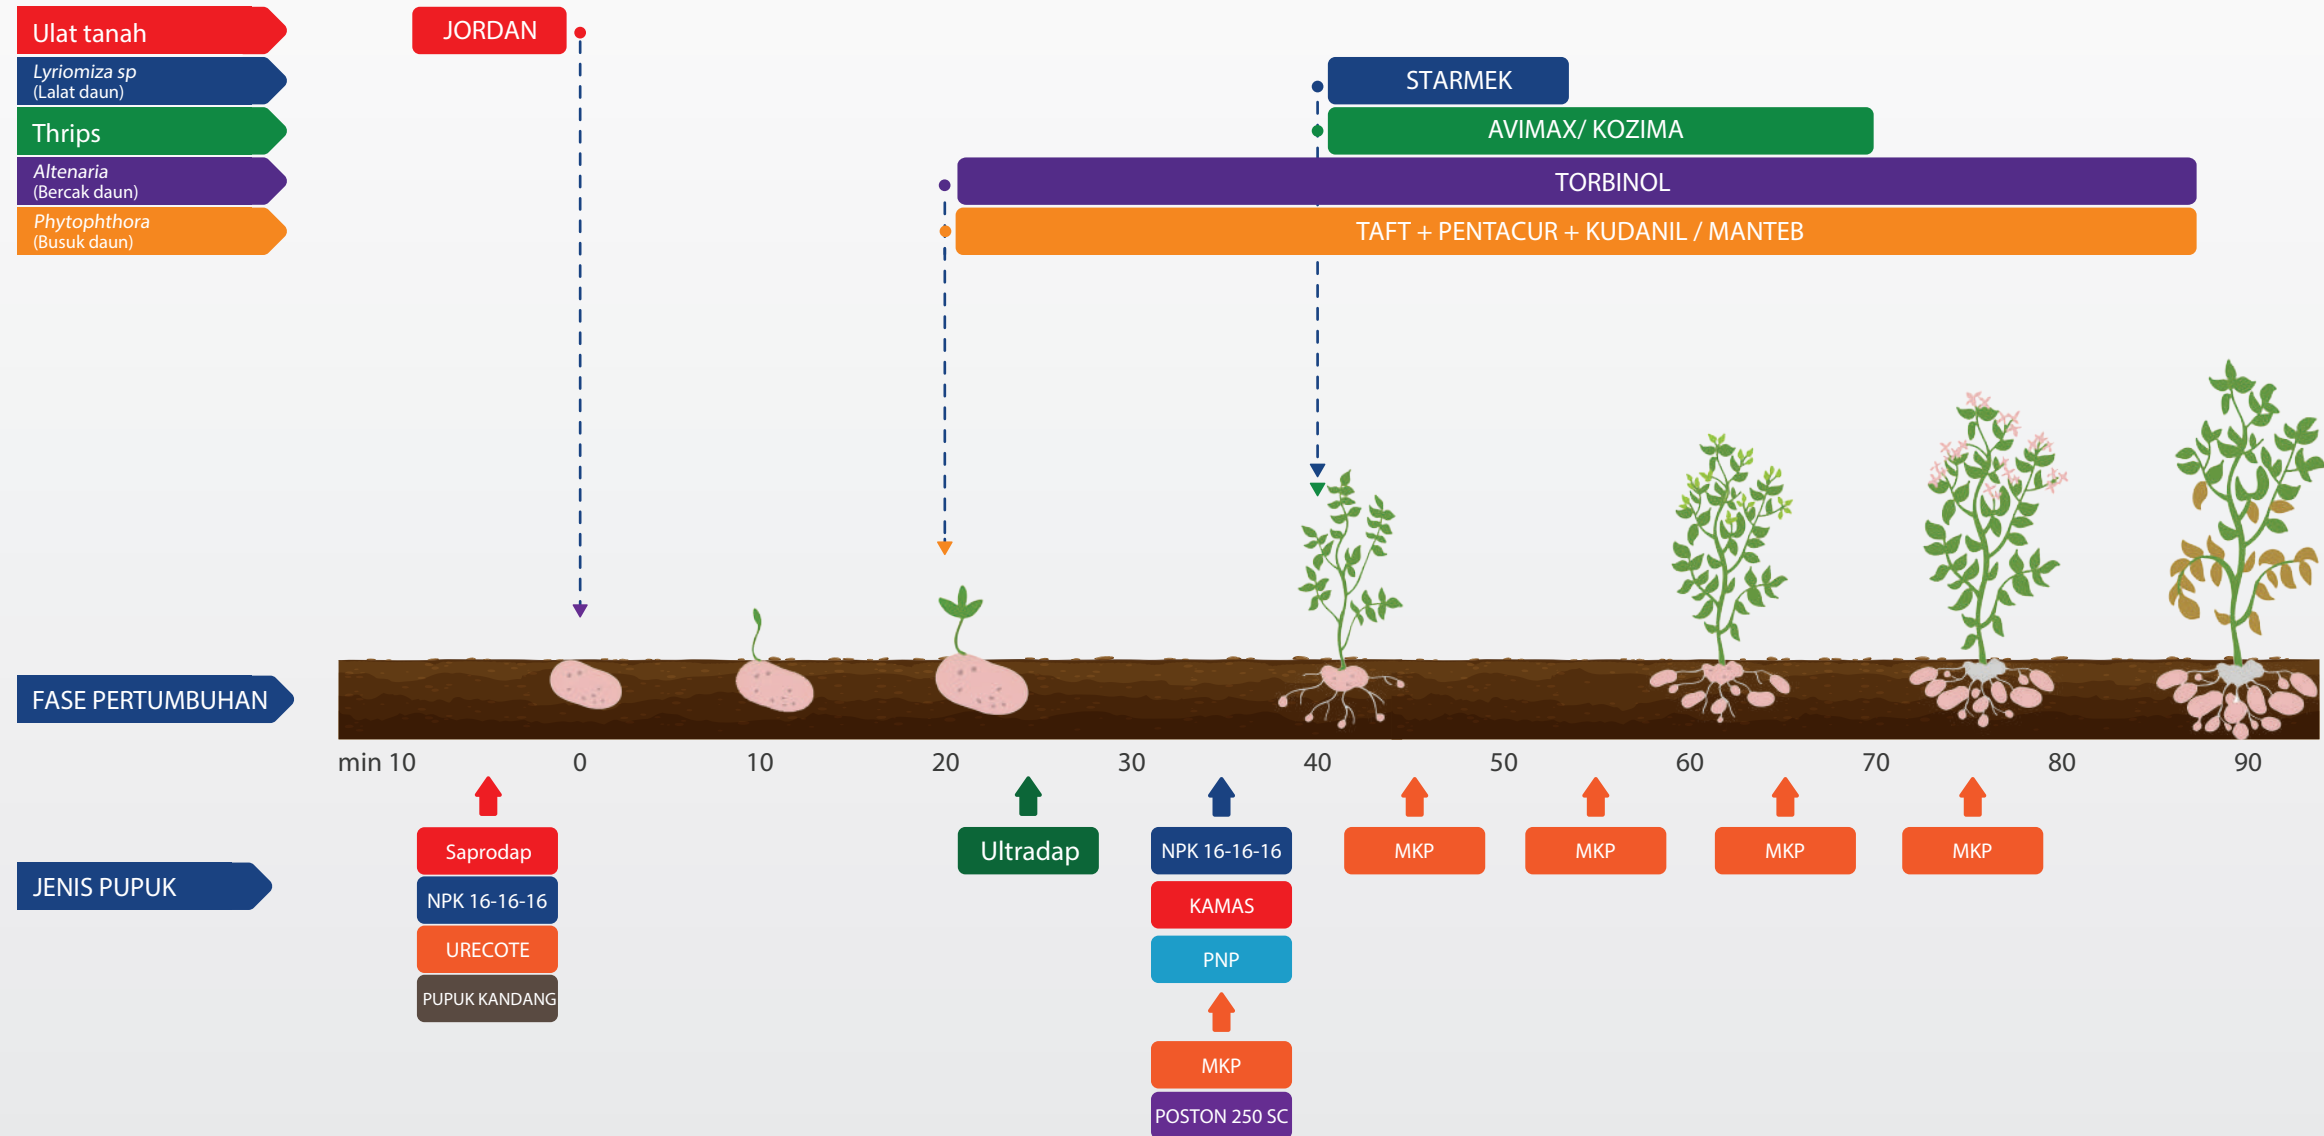 Ulat tanah
JORDAN
Lyriomiza sp
(Lalat daun)
STARMEK
Thrips
AVIMAX/ KOZIMA
Altenaria
(Bercak daun)
TORBINOL
Phytophthora
(Busuk daun)
TAFT + PENTACUR + KUDANIL / MANTEB
FASE PERTUMBUHAN
min 10 0 10 20 30 40 50 60 70 80 90
JENIS PUPUK
Saprodap
NPK 16-16-16
URECOTE
PUPUK KANDANG
Ultradap
NPK 16-16-16
KAMAS
PNP
MKP
POSTON 250 SC
MKP
MKP
MKP
MKP